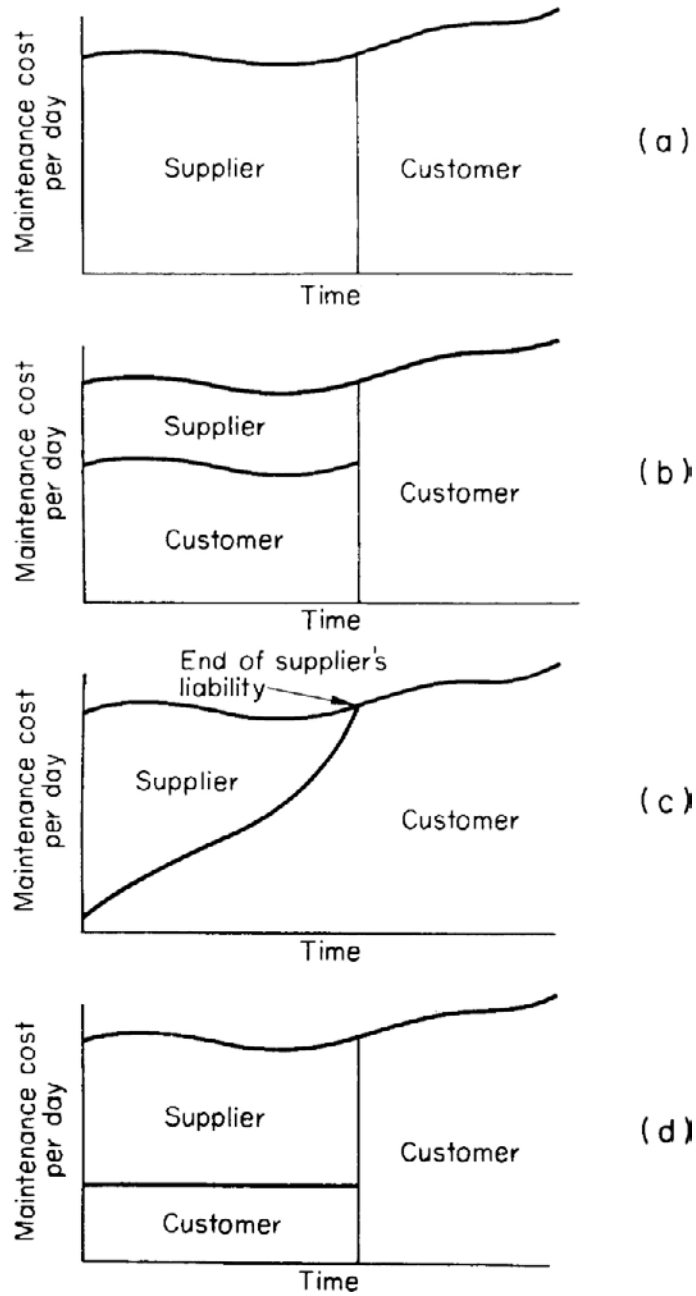 Maintenance cost
per day
Supplier
Customer
Time
(a)
Maintenance cost
per day
Supplier
Customer
Customer
Time
(b)
End of supplier's
liability
Maintenance cost
per day
Supplier
Customer
Time
(c)
Maintenance cost
per day
Supplier
Customer
Customer
Time
(d)